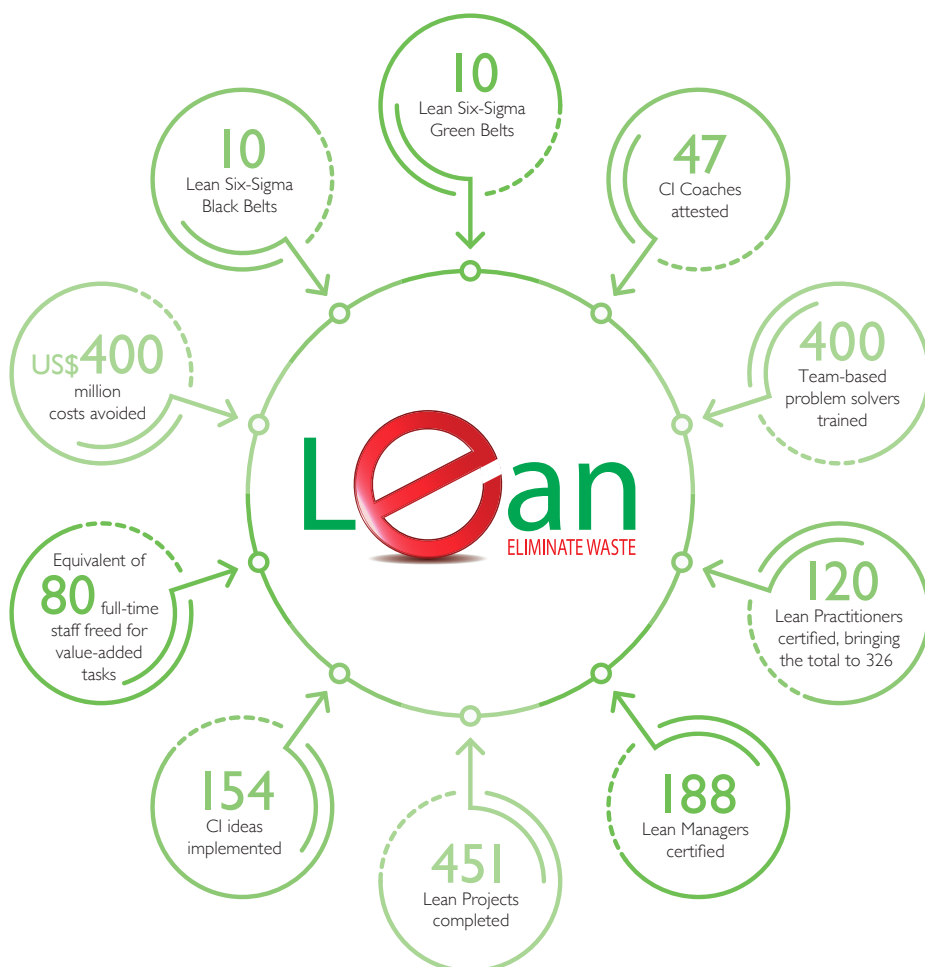 10
Lean Six-Sigma
Green Belts
47
CI Coaches
attested
400
Team-based
problem solvers
trained
120
Lean Practitioners
certified, bringing
the total to 326
188
Lean Managers
certified
451
Lean Projects
completed
154
CI ideas
implemented
Equivalent of
80 full-time
staff freed for
value-added
tasks
US$400
million
costs avoided
10
Lean Six-Sigma
Black Belts
Lean
ELIMINATE WASTE